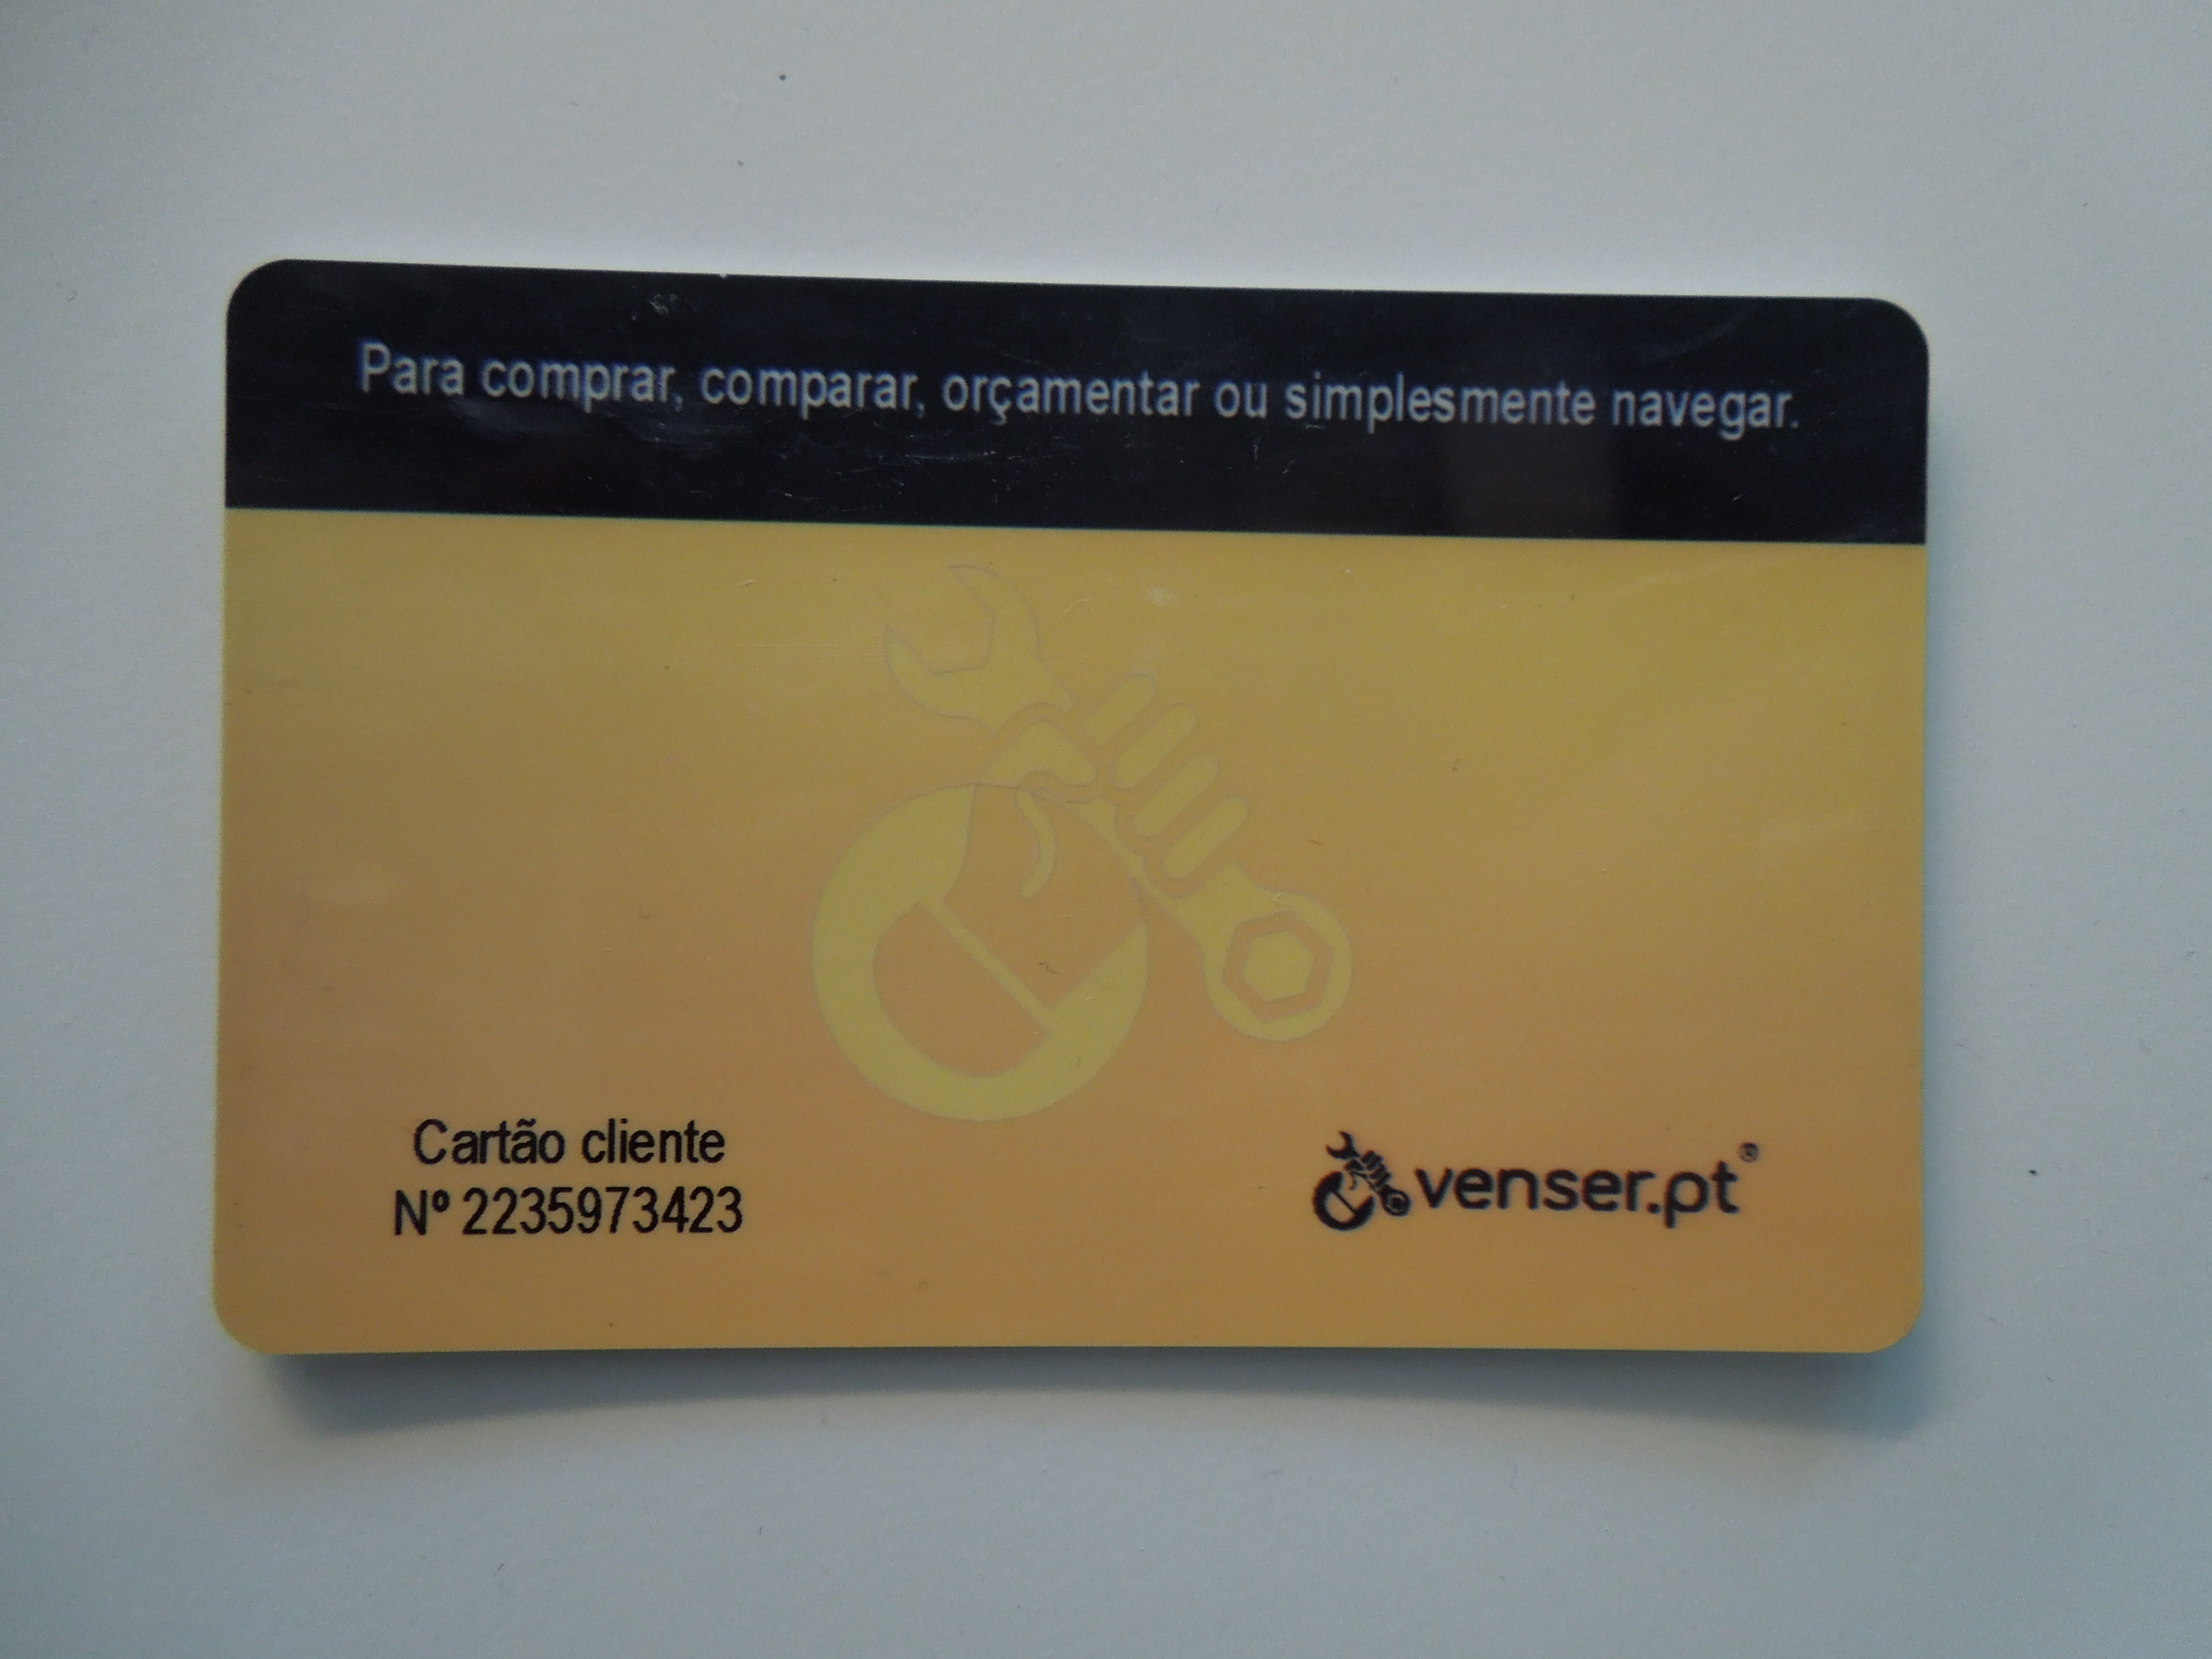 Para comprar, comparar, orçamentar ou simplesmente navegar.
Cartão cliente
Nº 2235973423
venser.pt®